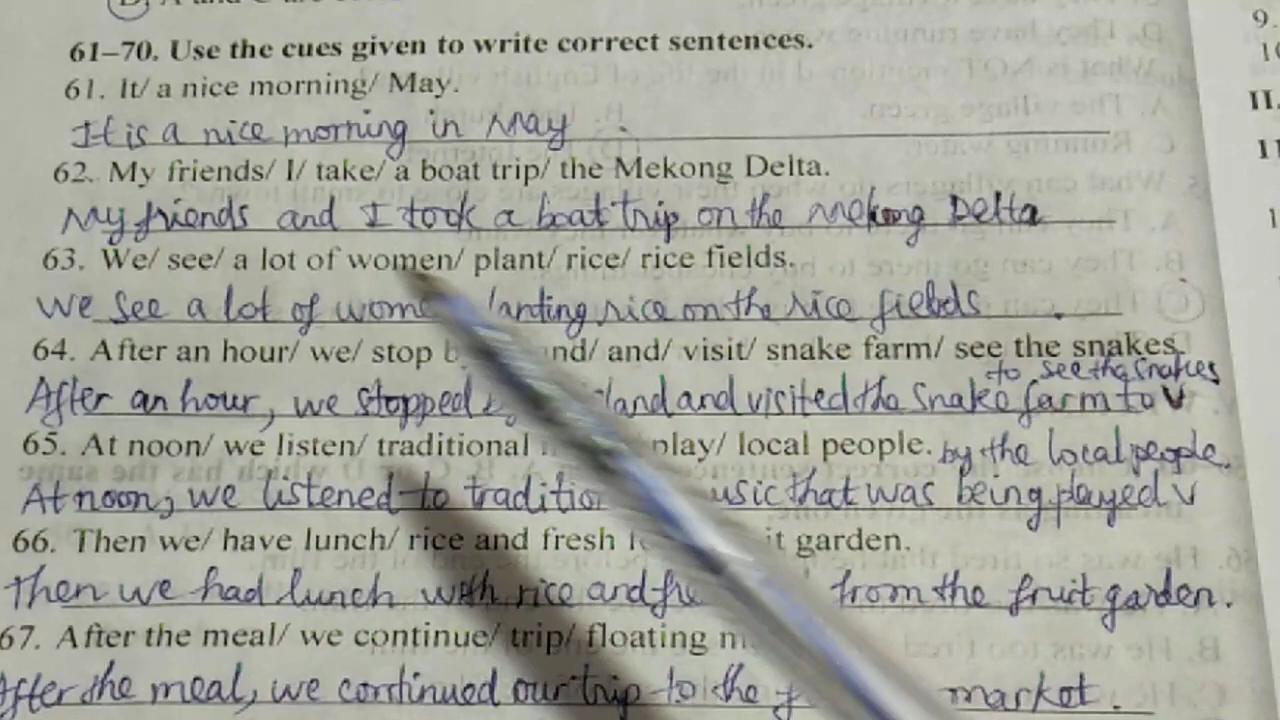 61–70. Use the cues given to write correct sentences.
61. It/ a nice morning/ May.
It is a nice morning in May .
62. My friends/ I/ take/ a boat trip/ the Mekong Delta.
My friends and I took a boat trip on the Mekong Delta
63. We/ see/ a lot of women/ plant/ rice/ rice fields.
We see a lot of wome lanting rice on the rice fields .
64. After an hour/ we/ stop b nd/ and/ visit/ snake farm/ see the snakes.
to see the snakes
After an hour, we stopped land and visited the snake farm to v
65. At noon/ we listen/ traditional play/ local people. by the local people.
At noon, we listened to traditio usic that was being played v
66. Then we/ have lunch/ rice and fresh it garden.
Then we had lunch with rice and fre from the fruit garden.
67. After the meal/ we continue/ trip/ floating m
After the meal, we continued our trip to the f market.
9.
II.